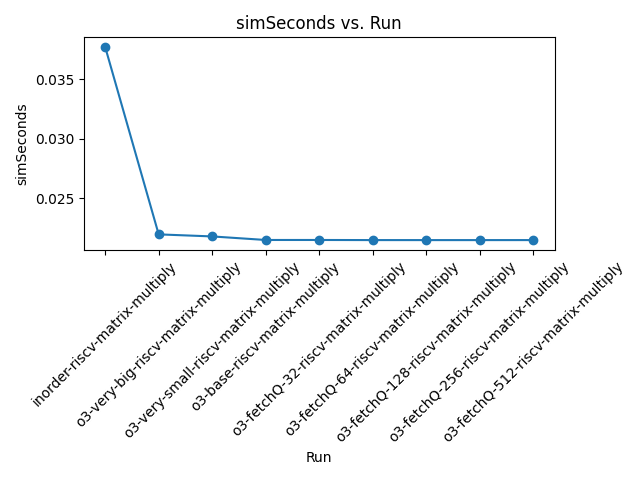 simSeconds vs. Run
simSeconds
0.035
0.030
0.025
inorder-riscv-matrix-multiply
o3-very-big-riscv-matrix-multiply
o3-very-small-riscv-matrix-multiply
o3-base-riscv-matrix-multiply
o3-fetchQ-32-riscv-matrix-multiply
o3-fetchQ-64-riscv-matrix-multiply
o3-fetchQ-128-riscv-matrix-multiply
o3-fetchQ-256-riscv-matrix-multiply
o3-fetchQ-512-riscv-matrix-multiply
Run